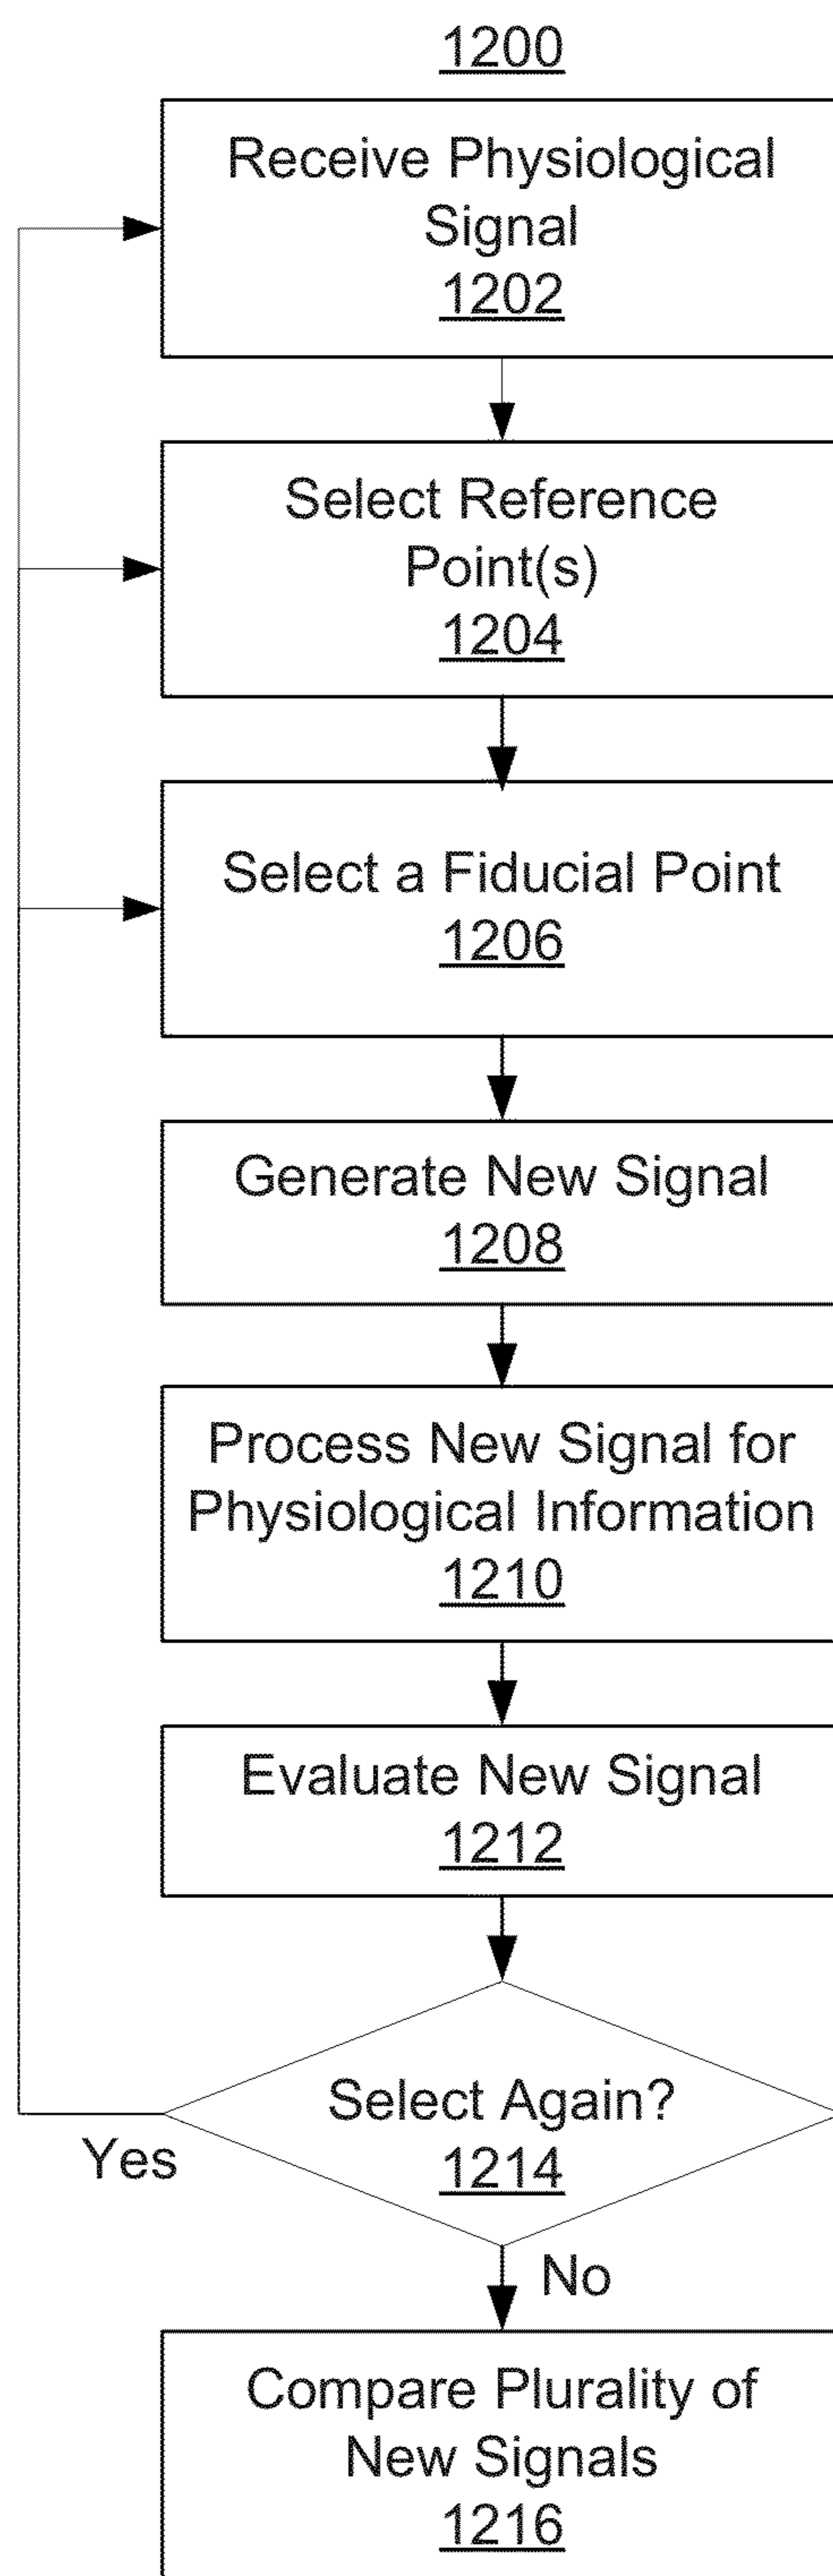 1200
Receive Physiological
Signal
1202
Select Reference
Point(s)
1204
Select a Fiducial Point
1206
Generate New Signal
1208
Process New Signal for
Physiological Information
1210
Evaluate New Signal
1212
Select Again?
1214
Yes
No
Compare Plurality of
New Signals
1216